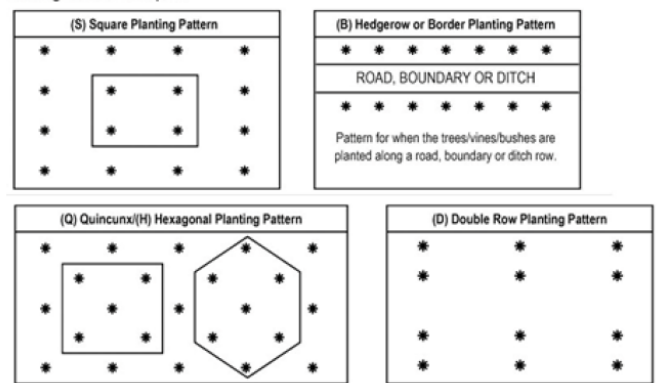 (S) Square Planting Pattern
(B) Hedgerow or Border Planting Pattern
ROAD, BOUNDARY OR DITCH
Pattern for when the trees/vines/bushes are
planted along a road, boundary or ditch row.
(Q) Quincunx/(H) Hexagonal Planting Pattern
(D) Double Row Planting Pattern